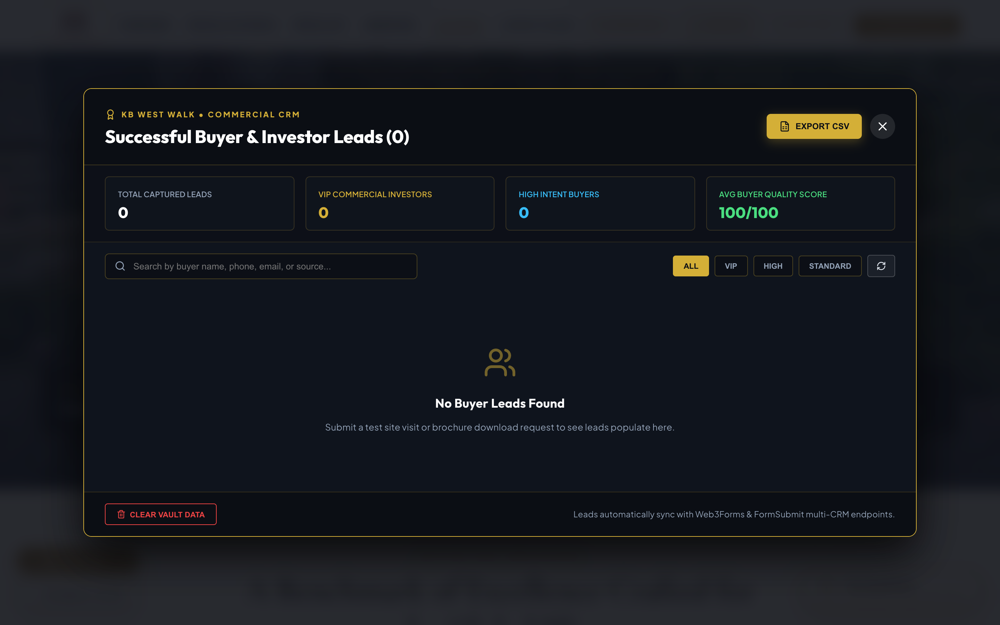 KB WEST WALK • COMMERCIAL CRM
Successful Buyer & Investor Leads (0)
EXPORT CSV
TOTAL CAPTURED LEADS
0
VIP COMMERCIAL INVESTORS
0
HIGH INTENT BUYERS
0
AVG BUYER QUALITY SCORE
100/100
Search by buyer name, phone, email, or source...
ALL
VIP
HIGH
STANDARD
No Buyer Leads Found
Submit a test site visit or brochure download request to see leads populate here.
CLEAR VAULT DATA
Leads automatically sync with Web3Forms & FormSubmit multi-CRM endpoints.